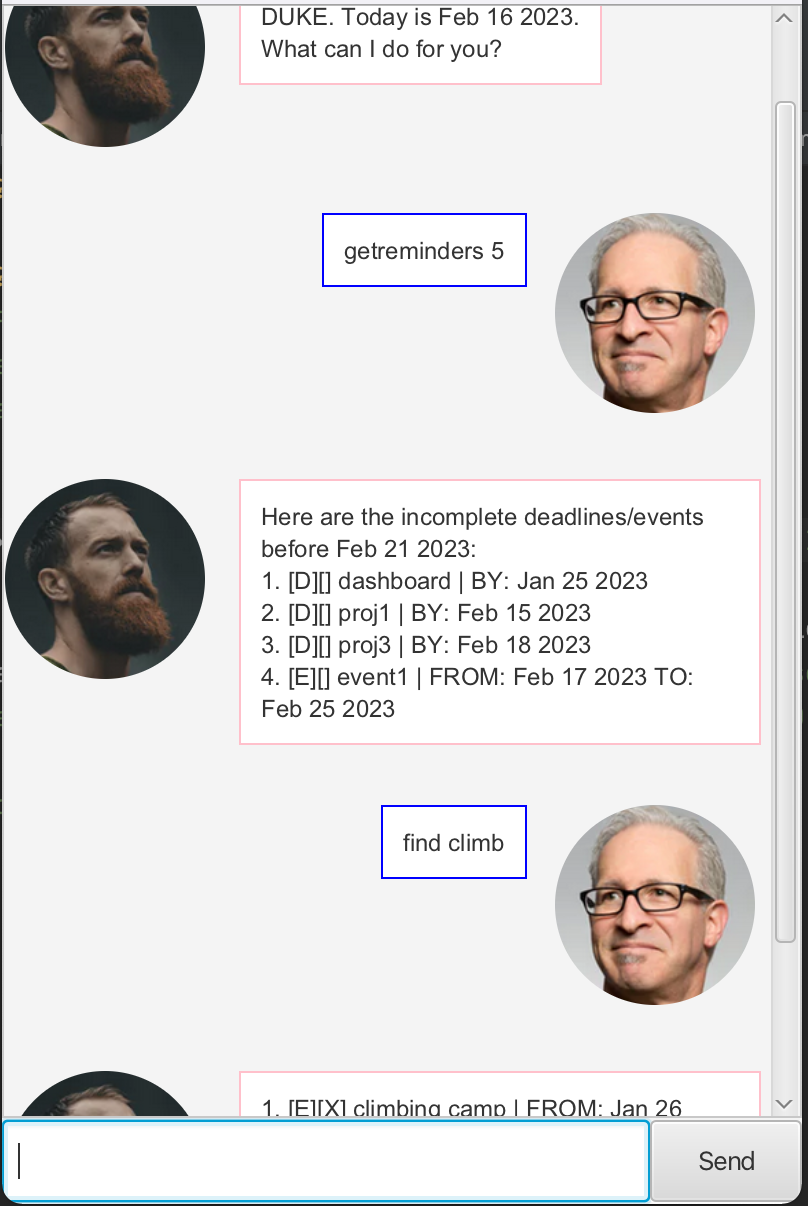 DUKE. Today is Feb 16 2023.
What can I do for you?
getreminders 5
Here are the incomplete deadlines/events
before Feb 21 2023:
1. [D][] dashboard | BY: Jan 25 2023
2. [D][] proj1 | BY: Feb 15 2023
3. [D][] proj3 | BY: Feb 18 2023
4. [E][] event1 | FROM: Feb 17 2023 TO:
Feb 25 2023
find climb
1. [E][X] climbing camp | FROM: Jan 26
Send